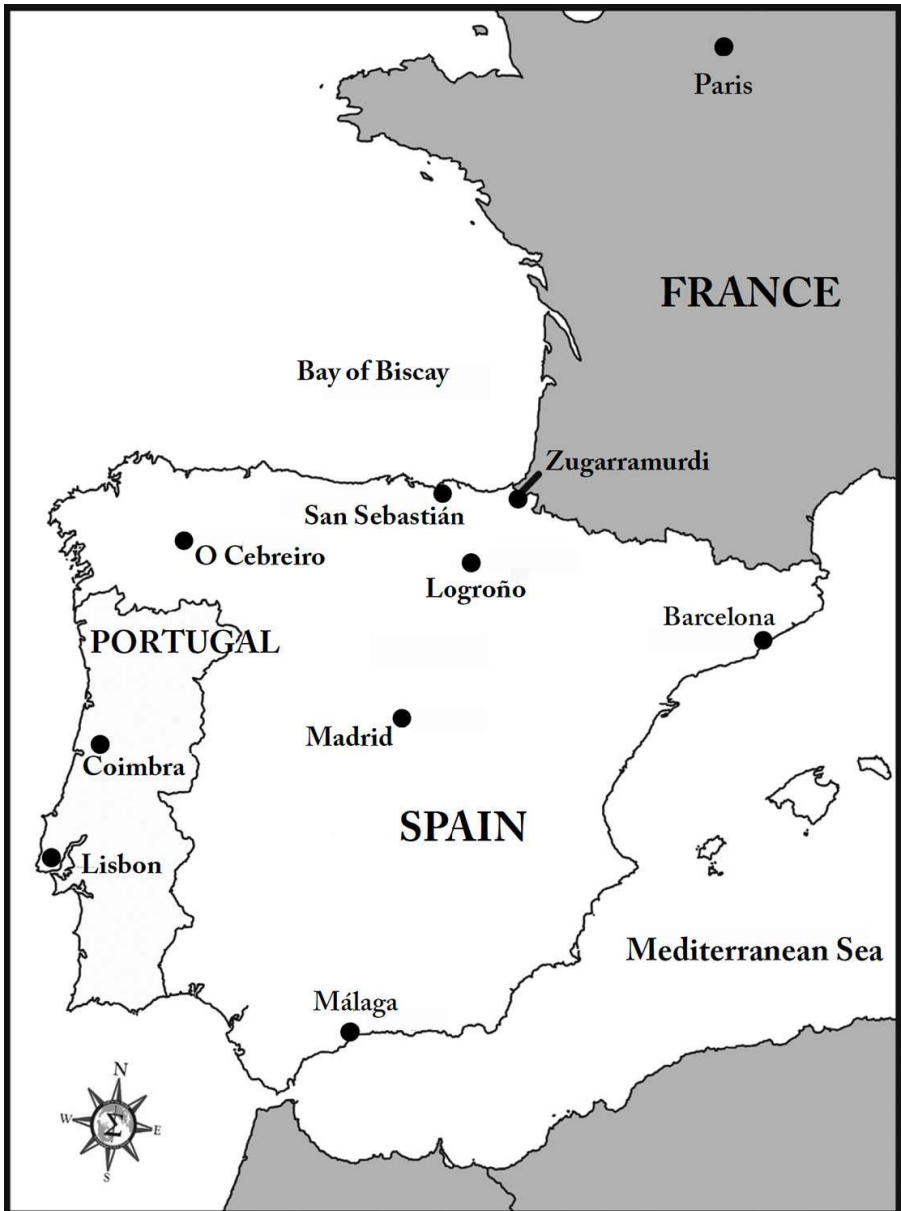 Paris
FRANCE
Bay of Biscay
Zugarramurdi
San Sebastián
O Cebreiro
Logroño
Barcelona
PORTUGAL
Madrid
Coimbra
SPAIN
Lisbon
Mediterranean Sea
Málaga
N
W
Σ
E
S